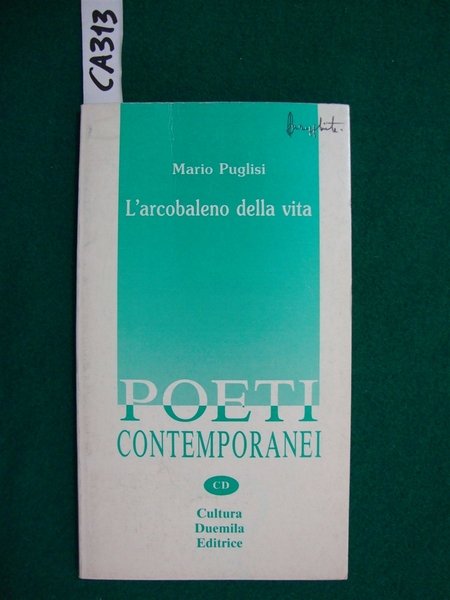 CA313
Mario Puglisi
L'arcobaleno della vita
POETI
CONTEMPORANEI
CD
Cultura
Duemila
Editrice